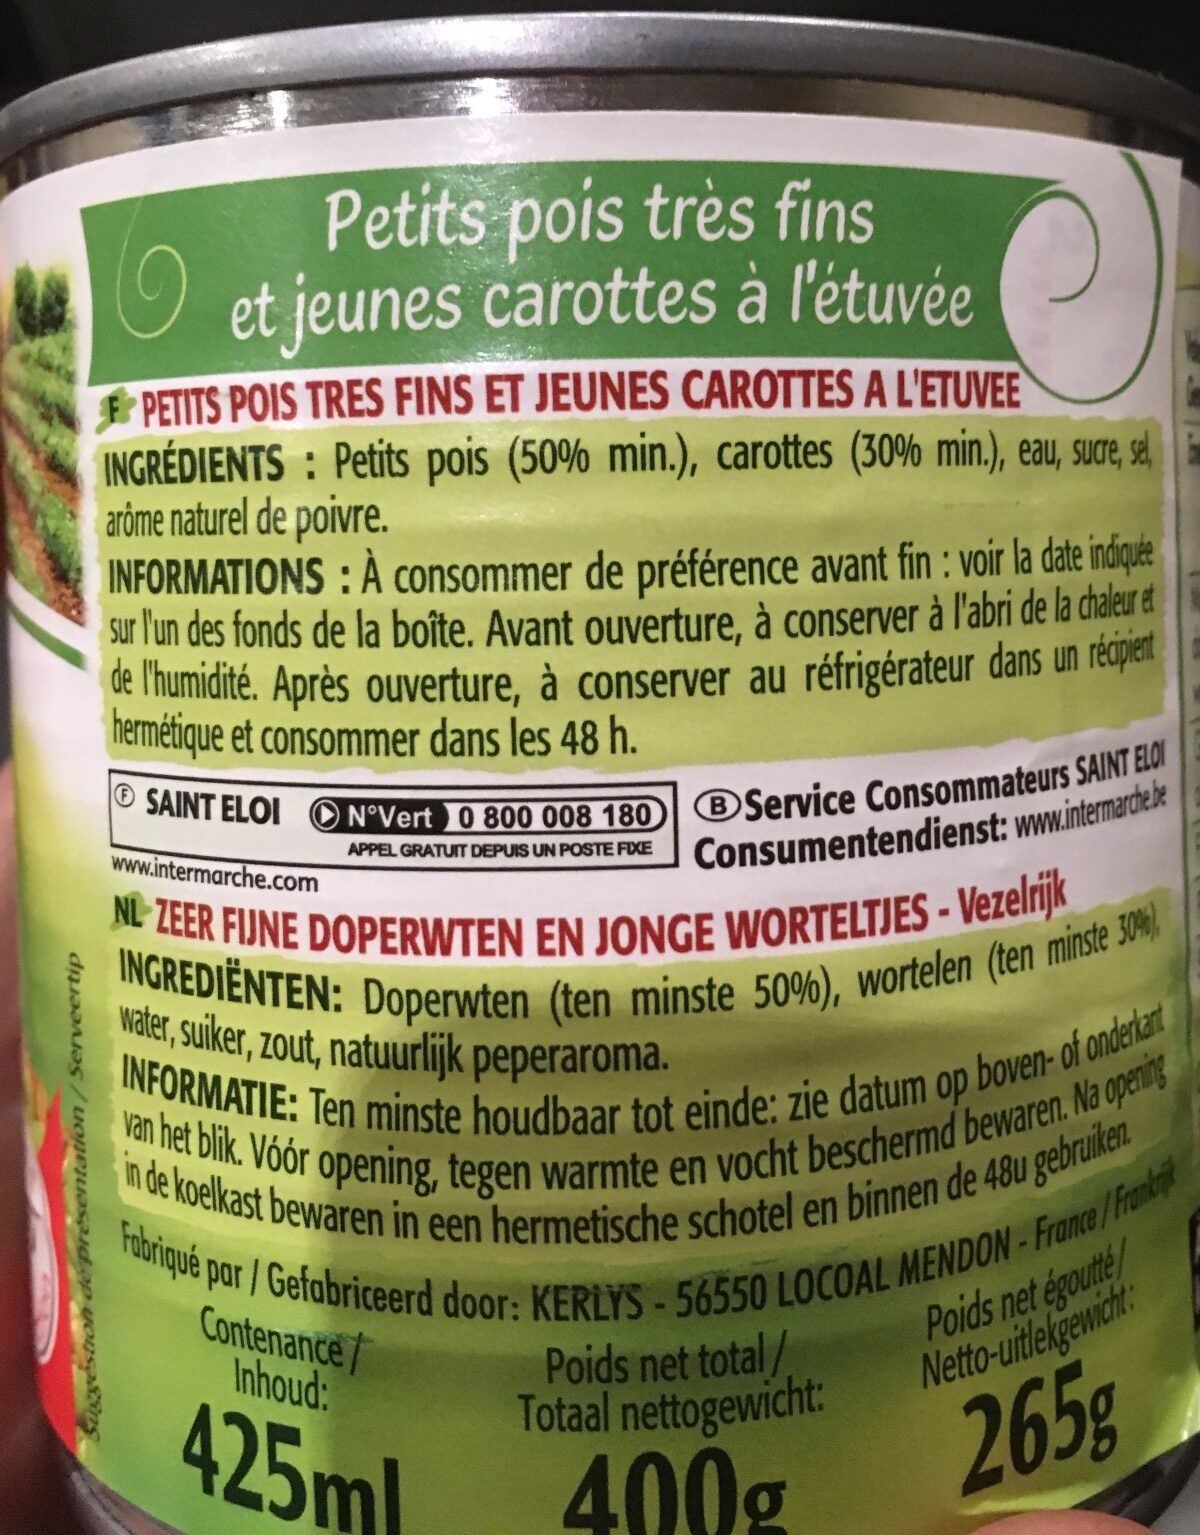 Petits pois très fins
et jeunes carottes à l'étuvée
F PETITS POIS TRES FINS ET JEUNES CAROTTES A L'ETUVEE
INGRÉDIENTS : Petits pois (50% min.), carottes (30% min.), eau, sucre, sel,
arôme naturel de poivre.
INFORMATIONS : À consommer de préférence avant fin : voir la date indiquée
sur l'un des fonds de la boîte. Avant ouverture, à conserver à l'abri de la chaleur et
de l'humidité. Après ouverture, à conserver au réfrigérateur dans un récipient
hermétique et consommer dans les 48 h.
F SAINT ELOI N°Vert 0 800 008 180
APPEL GRATUIT DEPUIS UN POSTE FIXE
www.intermarche.com
B Service Consommateurs SAINT ELOI
Consumentendienst: www.intermarche.be
NL ZEER FIJNE DOPERWTEN EN JONGE WORTELTJES - Vezelrijk
INGREDIËNTEN: Doperwten (ten minste 50%), wortelen (ten minste 30%),
water, suiker, zout, natuurlijk peperaroma.
INFORMATIE: Ten minste houdbaar tot einde: zie datum op boven- of onderkant
van het blik. Vóór opening, tegen warmte en vocht beschermd bewaren. Na opening
in de koelkast bewaren in een hermetische schotel en binnen de 48u gebruiken.
Fabriqué par / Gefabriceerd door: KERLYS - 56550 LOCOAL MENDON - France / Frankrijk
Contenance /
Inhoud:
425ml
Poids net total /
Totaal nettogewicht:
400g
Poids net égoutté /
Netto-uitlekgewicht:
265g
Suggestion de présentation / Serveertip